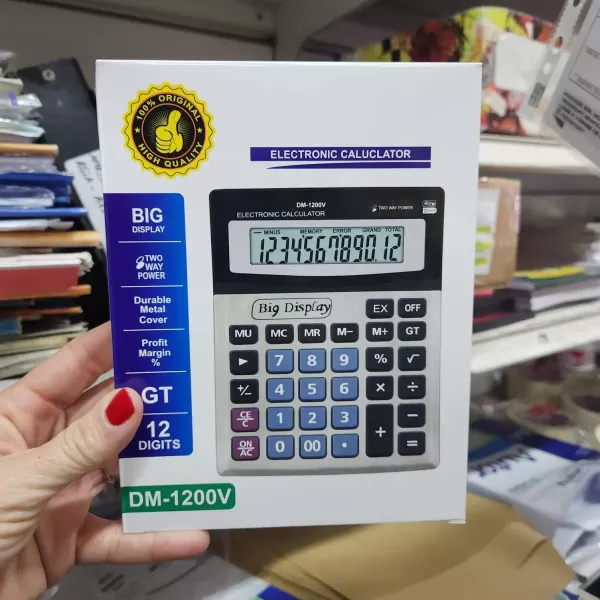 100% ORIGINAL
HIGH QUALITY
ELECTRONIC CALUCLATOR
BIG
DISPLAY
TWO
WAY
POWER
Durable
Metal
Cover
Profit
Margin
%
GT
12
DIGITS
DM-1200V
DM-1200V
ELECTRONIC CALCULATOR
TWO WAY POWER
MINUS MEMORY ERROR GRAND TOTAL
123456789012
Big Display
EX OFF
MU MC MR M− M+ GT
► 7 8 9 % √
+/− 4 5 6 × ÷
CE/C 1 2 3 + −
ON/AC 0 00 • =